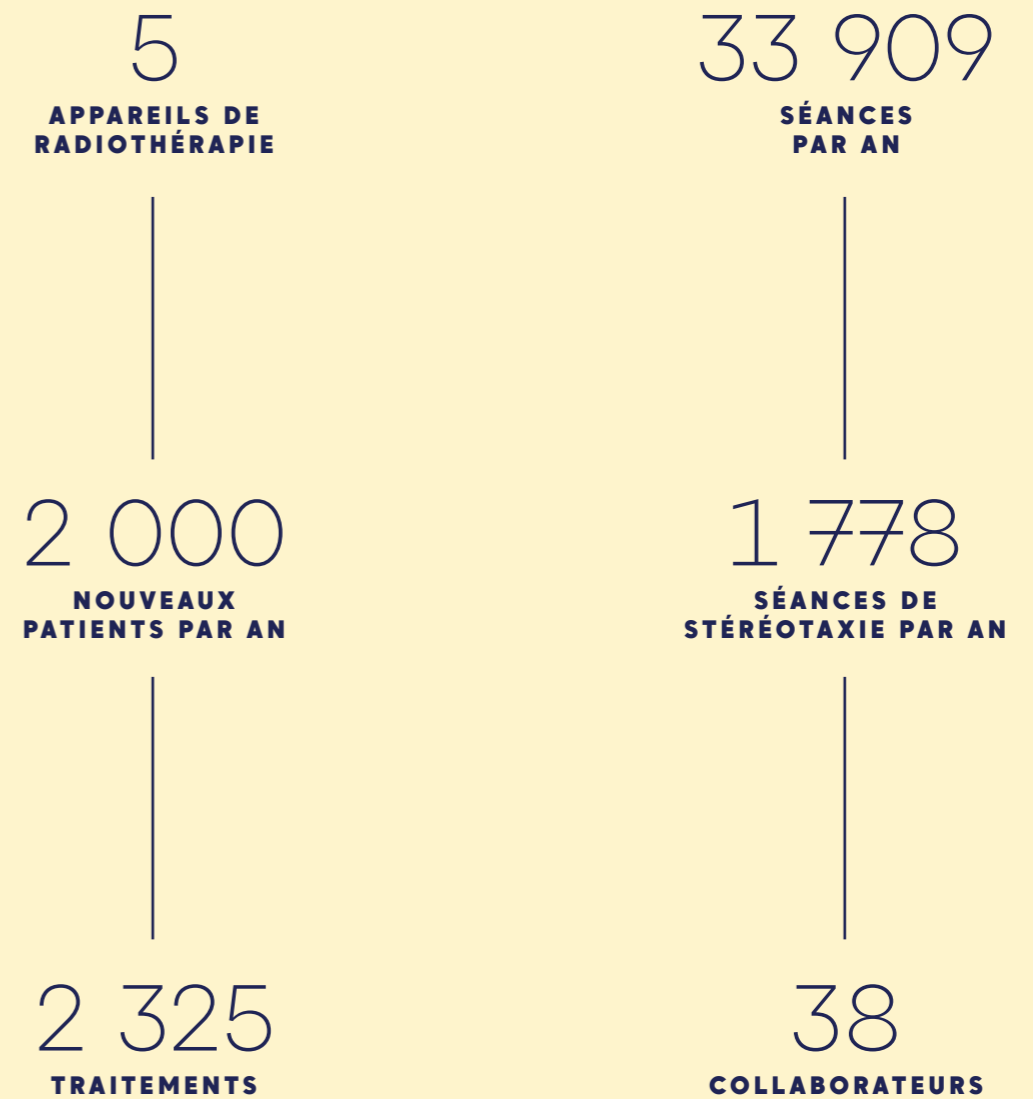 5
APPAREILS DE
RADIOTHÉRAPIE
2 000
NOUVEAUX
PATIENTS PAR AN
2 325
TRAITEMENTS
33 909
SÉANCES
PAR AN
1 778
SÉANCES DE
STÉRÉOTAXIE PAR AN
38
COLLABORATEURS